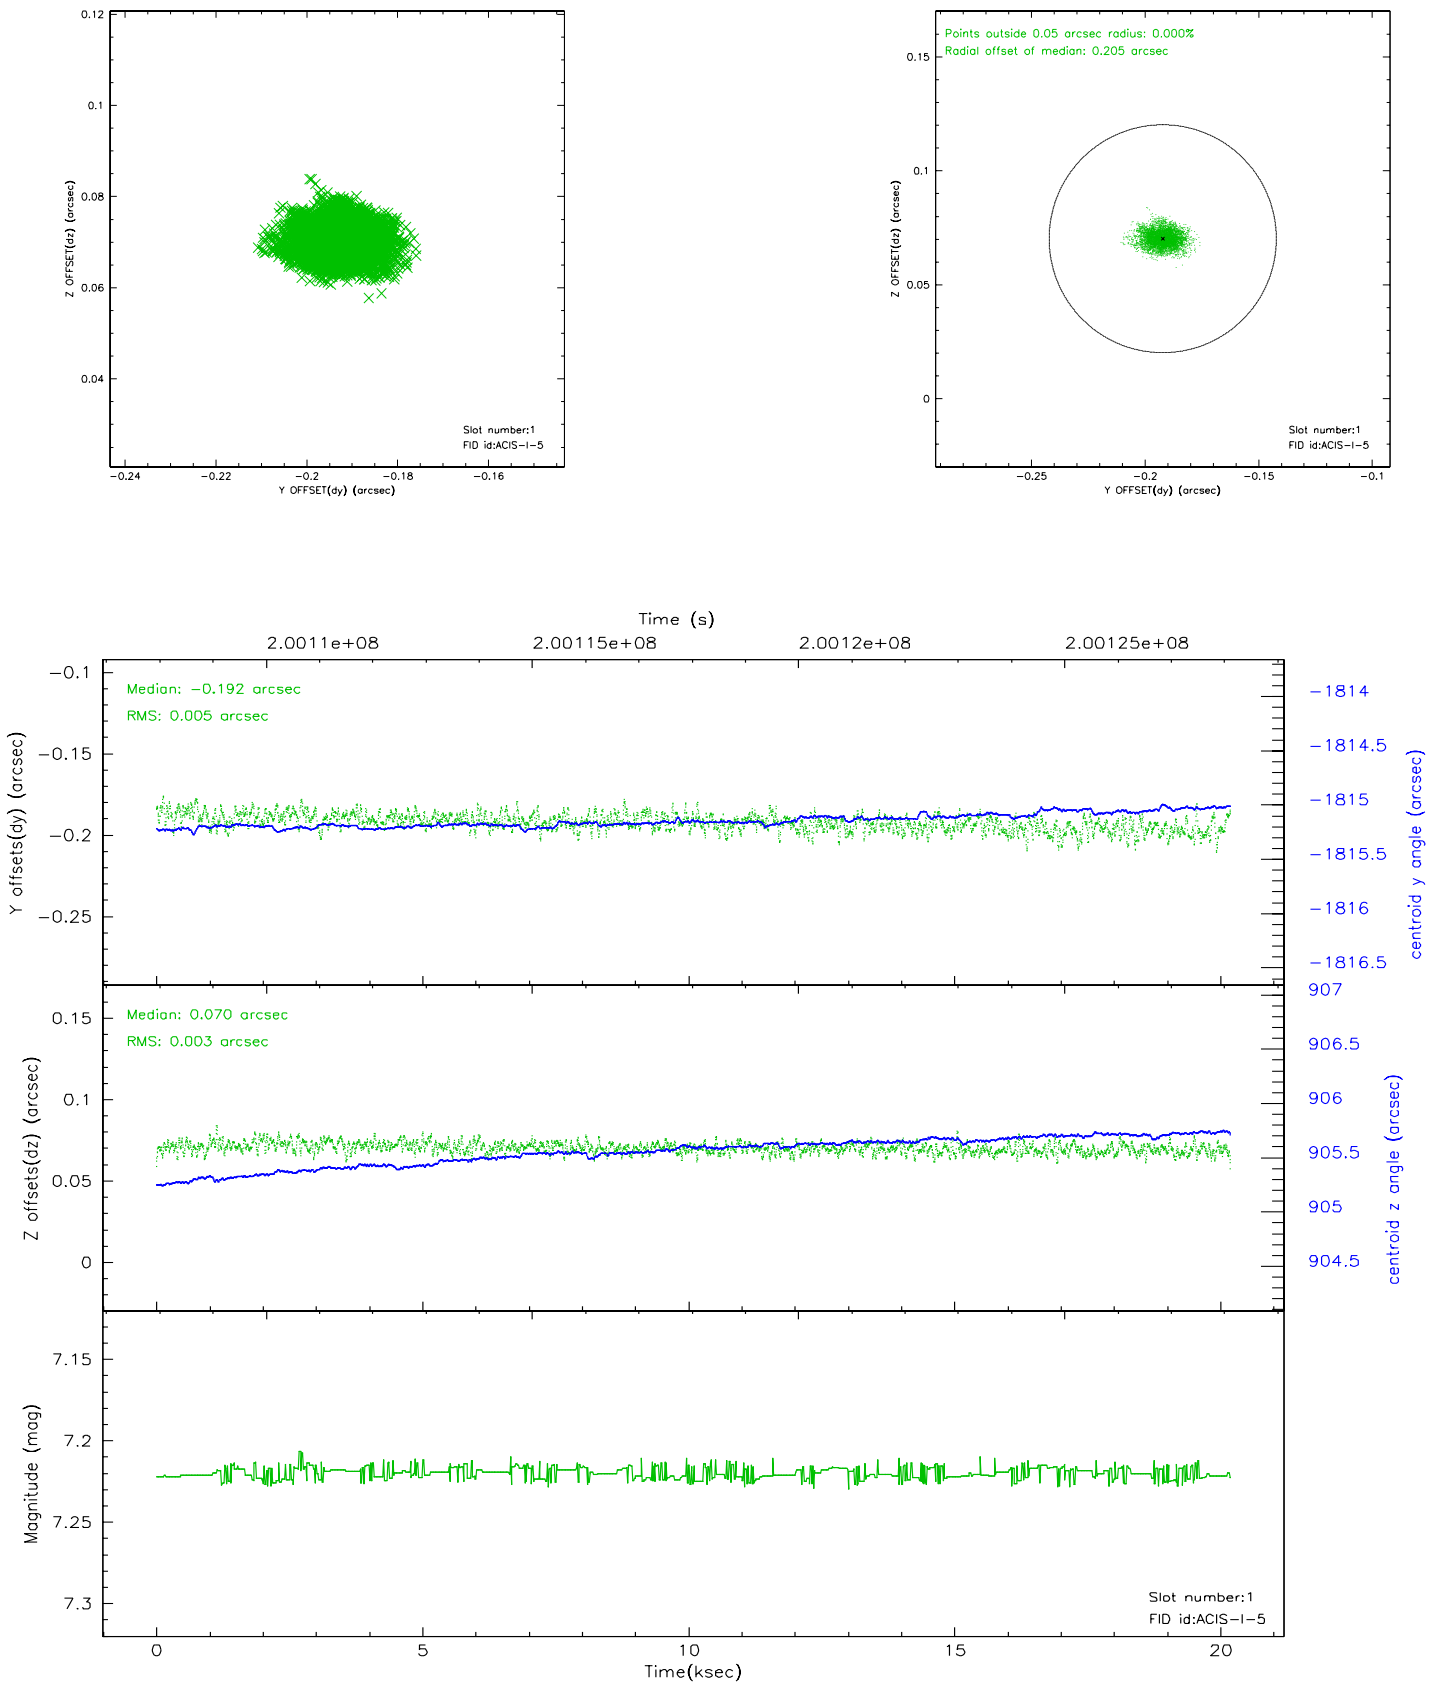 0.12
0.1
0.08
0.06
0.04
Z OFFSET(dz) (arcsec)
Slot number:1
FID id:ACIS-I-5
-0.24 -0.22 -0.2 -0.18 -0.16
Y OFFSET(dy) (arcsec)
Points outside 0.05 arcsec radius: 0.000%
Radial offset of median: 0.205 arcsec
0.15
0.1
0.05
0
Z OFFSET(dz) (arcsec)
Slot number:1
FID id:ACIS-I-5
-0.25 -0.2 -0.15 -0.1
Y OFFSET(dy) (arcsec)
Time (s)
2.0011e+08 2.00115e+08 2.0012e+08 2.00125e+08
Median: -0.192 arcsec
RMS: 0.005 arcsec
-0.1
-0.15
-0.2
-0.25
Y offsets(dy) (arcsec)
-1814
-1814.5
-1815
-1815.5
-1816
-1816.5
centroid y angle (arcsec)
Median: 0.070 arcsec
RMS: 0.003 arcsec
0.15
0.1
0.05
0
Z offsets(dz) (arcsec)
907
906.5
906
905.5
905
904.5
centroid z angle (arcsec)
7.15
7.2
7.25
7.3
Magnitude (mag)
Slot number:1
FID id:ACIS-I-5
0 5 10 15 20
Time(ksec)